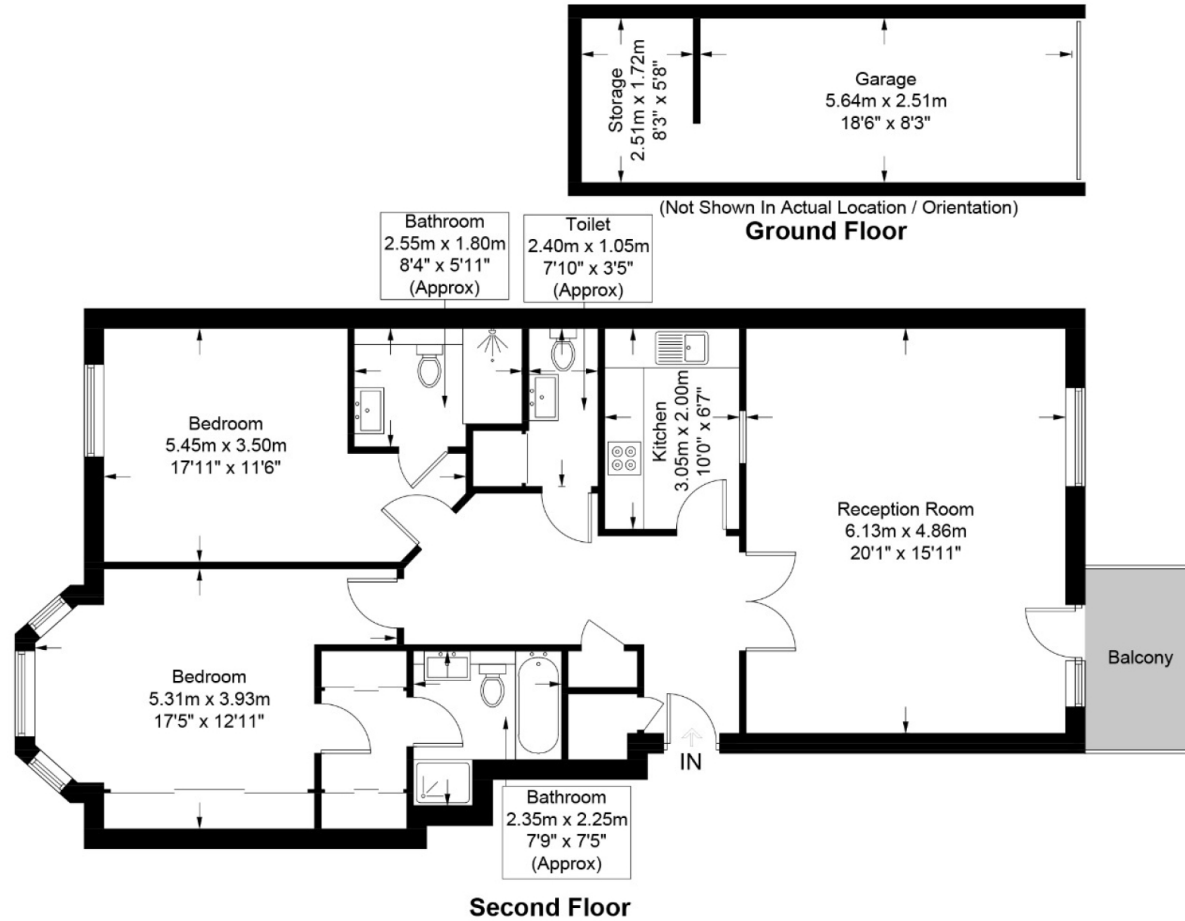 Storage
2.51m x 1.72m
8'3" x 5'8"
Garage
5.64m x 2.51m
18'6" x 8'3"
(Not Shown In Actual Location / Orientation)
Ground Floor
Bathroom
2.55m x 1.80m
8'4" x 5'11"
(Approx)
Toilet
2.40m x 1.05m
7'10" x 3'5"
(Approx)
Bedroom
5.45m x 3.50m
17'11" x 11'6"
Kitchen
3.05m x 2.00m
10'0" x 6'7"
Reception Room
6.13m x 4.86m
20'1" x 15'11"
Balcony
Bedroom
5.31m x 3.93m
17'5" x 12'11"
IN
Bathroom
2.35m x 2.25m
7'9" x 7'5"
(Approx)
Second Floor